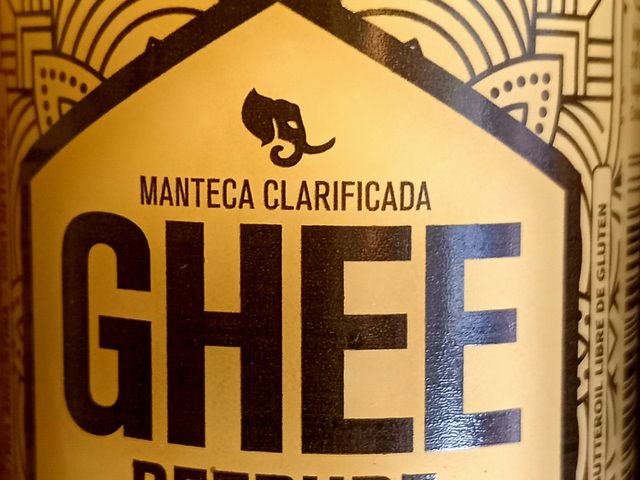 MANTECA CLARIFICADA
GHEE
BUTTEROIL LIBRE DE GLUTEN